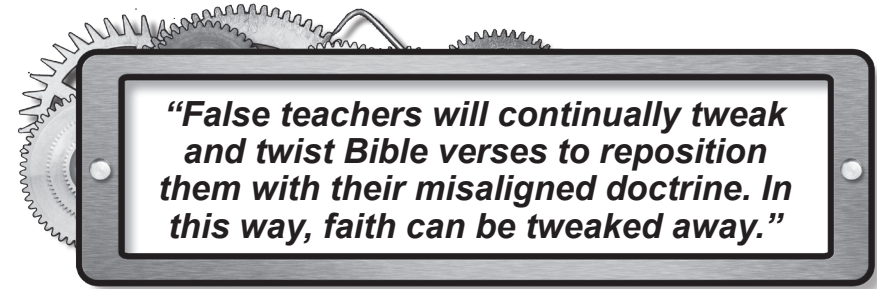 “False teachers will continually tweak
and twist Bible verses to reposition
them with their misaligned doctrine. In
this way, faith can be tweaked away.”